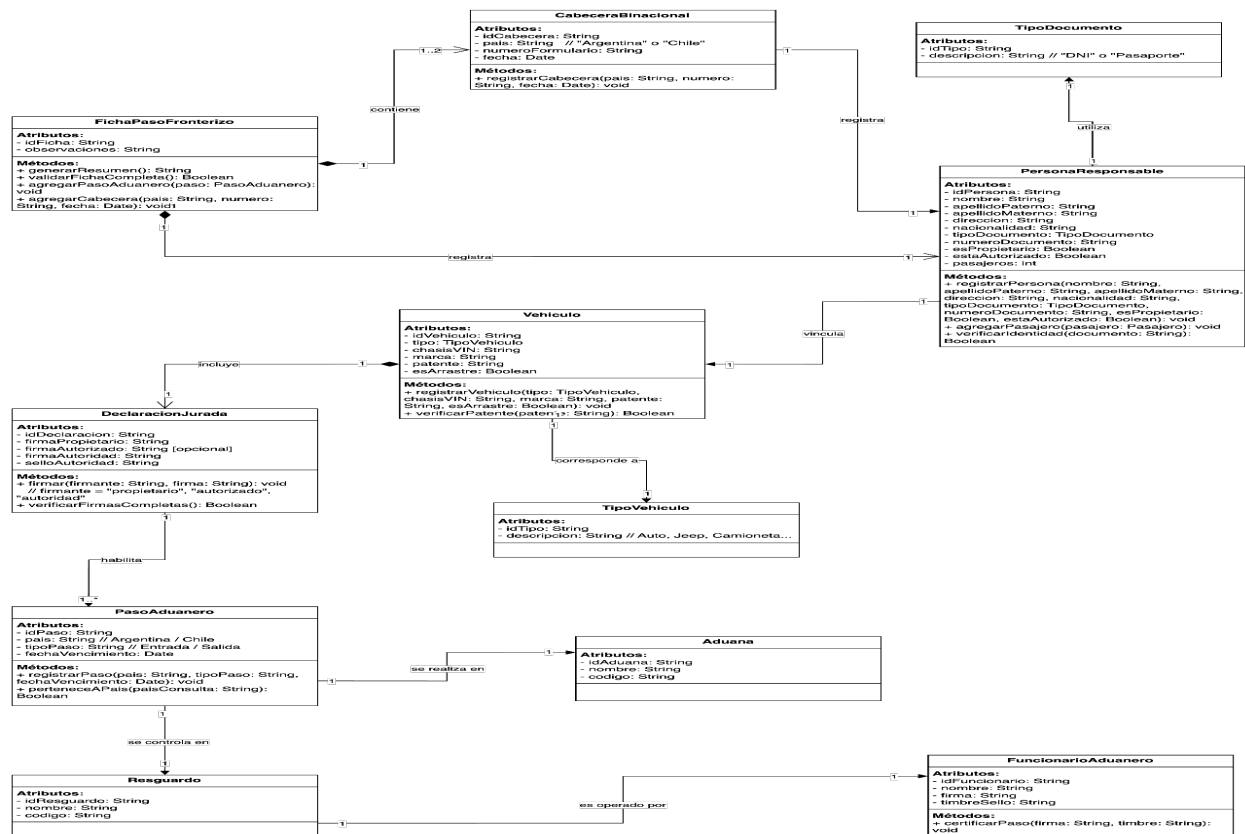 CabeceraBinacional
Atributos:
- idCabecera: String
- pais: String // "Argentina" o "Chile"
- numeroFormulario: String
- fecha: Date
Métodos:
+ registrarCabecera(pais: String, numero:
String, fecha: Date): void
TipoDocumento
Atributos:
- idTipo: String
- descripcion: String // "DNI" o "Pasaporte"
1..2
1
contiene
1
registra
1
1
utiliza
1
FichaPasoFronterizo
Atributos:
- idFicha: String
- observaciones: String
Métodos:
+ generarResumen(): String
+ validarFichaCompleta(): Boolean
+ agregarPasoAduanero(paso: PasoAduanero):
void
+ agregarCabecera(pais: String, numero:
String, fecha: Date): void1
1
registra
1
PersonaResponsable
Atributos:
- idPersona: String
- nombre: String
- apellidoPaterno: String
- apellidoMaterno: String
- direccion: String
- nacionalidad: String
- tipoDocumento: TipoDocumento
- numeroDocumento: String
- esPropietario: Boolean
- estaAutorizado: Boolean
- pasajeros: int
Métodos:
+ registrarPersona(nombre: String,
apellidoPaterno: String, apellidoMaterno: String,
direccion: String, nacionalidad: String,
tipoDocumento: TipoDocumento,
numeroDocumento: String, esPropietario:
Boolean, estaAutorizado: Boolean): void
+ agregarPasajero(pasajero: Pasajero): void
+ verificarIdentidad(documento: String):
Boolean
1
vincula
1
Vehiculo
Atributos:
- idVehiculo: String
- tipo: TipoVehiculo
- chasisVIN: String
- marca: String
- patente: String
- esArrastre: Boolean
Métodos:
+ registrarVehiculo(tipo: TipoVehiculo,
chasisVIN: String, marca: String, patente:
String, esArrastre: Boolean): void
+ verificarPatente(patente: String): Boolean
1
incluye
1
1
corresponde a
1
DeclaracionJurada
Atributos:
- idDeclaracion: String
- firmaPropietario: String
- firmaAutorizado: String [opcional]
- firmaAutoridad: String
- selloAutoridad: String
Métodos:
+ firmar(firmante: String, firma: String): void
// firmante = "propietario", "autorizado",
"autoridad"
+ verificarFirmasCompletas(): Boolean
TipoVehiculo
Atributos:
- idTipo: String
- descripcion: String // Auto, Jeep, Camioneta...
1
habilita
1..*
PasoAduanero
Atributos:
- idPaso: String
- pais: String // Argentina / Chile
- tipoPaso: String // Entrada / Salida
- fechaVencimiento: Date
Métodos:
+ registrarPaso(pais: String, tipoPaso: String,
fechaVencimiento: Date): void
+ perteneceAPais(paisConsulta: String):
Boolean
1
se realiza en
1
Aduana
Atributos:
- idAduana: String
- nombre: String
- codigo: String
1
se controla en
1
Resguardo
Atributos:
- idResguardo: String
- nombre: String
- codigo: String
1
es operado por
1
FuncionarioAduanero
Atributos:
- idFuncionario: String
- nombre: String
- firma: String
- timbreSello: String
Métodos:
+ certificarPaso(firma: String, timbre: String):
void